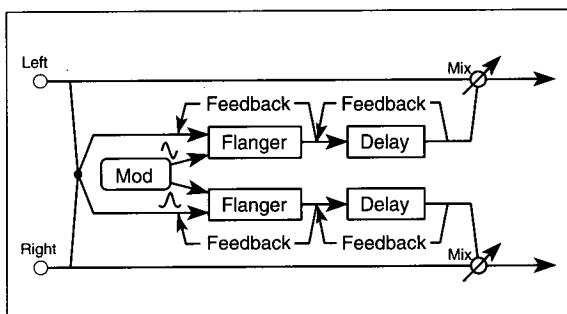 Left
Mix
Feedback
Feedback
Flanger
Delay
Mod
Flanger
Delay
Feedback
Feedback
Right
Mix